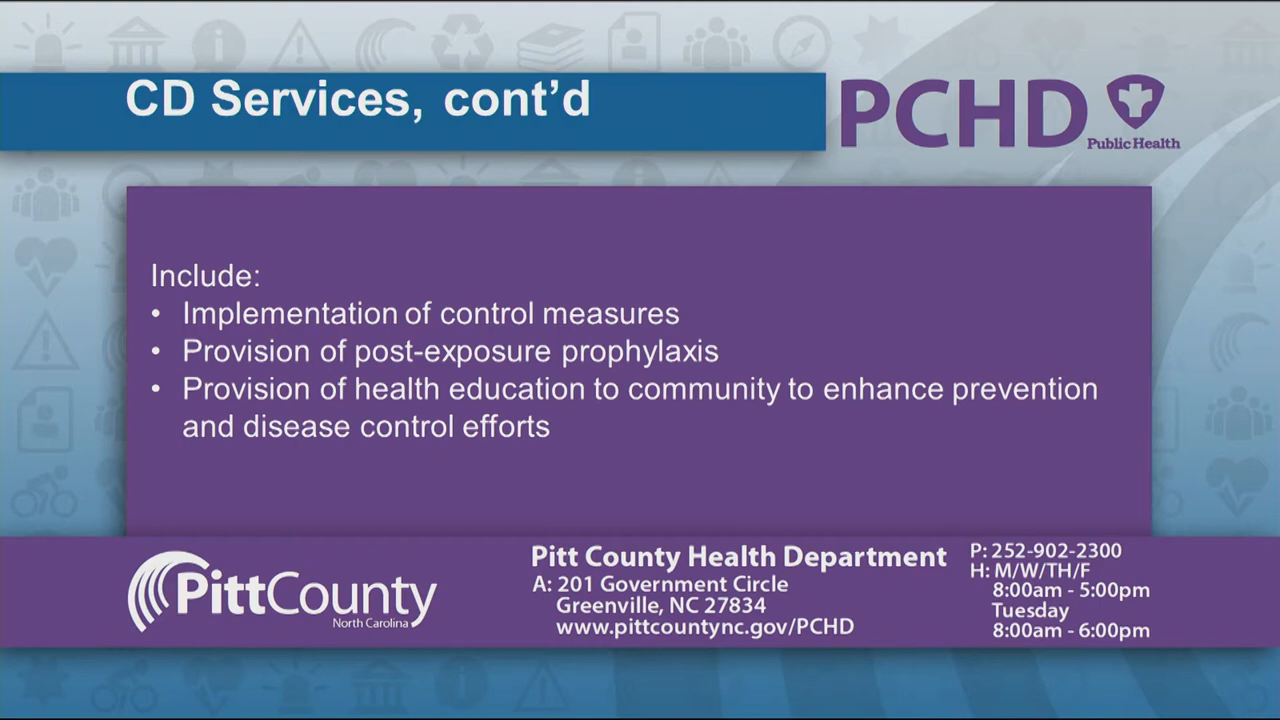 CD Services, cont’d
PCHD
Public Health
Include:
• Implementation of control measures
• Provision of post-exposure prophylaxis
• Provision of health education to community to enhance prevention
and disease control efforts
PittCounty
North Carolina
Pitt County Health Department
A: 201 Government Circle
Greenville, NC 27834
www.pittcountync.gov/PCHD
P: 252-902-2300
H: M/W/TH/F
8:00am - 5:00pm
Tuesday
8:00am - 6:00pm